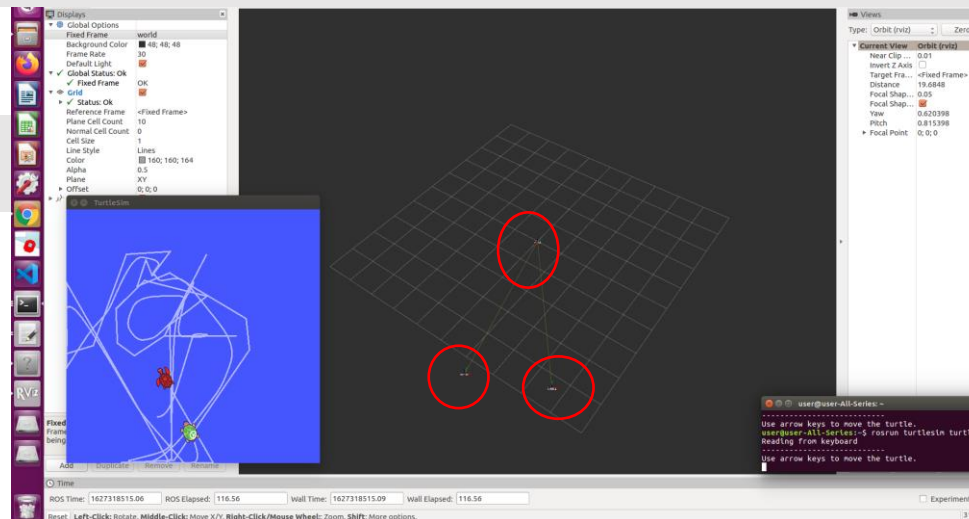 Displays
Global Options
Fixed Frame world
Background Color 48; 48; 48
Frame Rate 30
Default Light
Global Status: Ok
Fixed Frame OK
Grid
Status: Ok
Reference Frame <Fixed Frame>
Plane Cell Count 10
Normal Cell Count 0
Cell Size 1
Line Style Lines
Color 160; 160; 164
Alpha 0.5
Plane XY
Offset 0; 0; 0
TurtleSim
Fixed
Frame
being
Add Duplicate Remove Rename
Views
Type: Orbit (rviz) Zero
Current View Orbit (rviz)
Near Clip ... 0.01
Invert Z Axis
Target Fra... <Fixed Frame>
Distance 19.6848
Focal Shap... 0.05
Focal Shap...
Yaw 0.620398
Pitch 0.815398
Focal Point 0; 0; 0
RViz
user@user-All-Series: ~
---------------------------
Use arrow keys to move the turtle.
user@user-All-Series:~$ rosrun turtlesim turtl
Reading from keyboard
---------------------------
Use arrow keys to move the turtle.
Time
ROS Time: 1627318515.06 ROS Elapsed: 116.56 Wall Time: 1627318515.09 Wall Elapsed: 116.56 Experiment
Reset Left-Click: Rotate. Middle-Click: Move X/Y. Right-Click/Mouse Wheel: Zoom. Shift: More options.